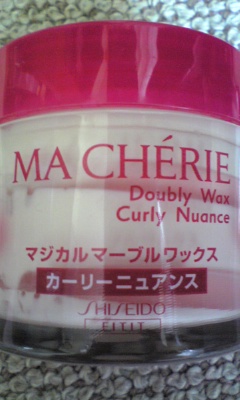 MA CHÉRIE
Doubly Wax
Curly Nuance
マジカルマーブルワックス
カーリーニュアンス
SHISEIDO
FITIT